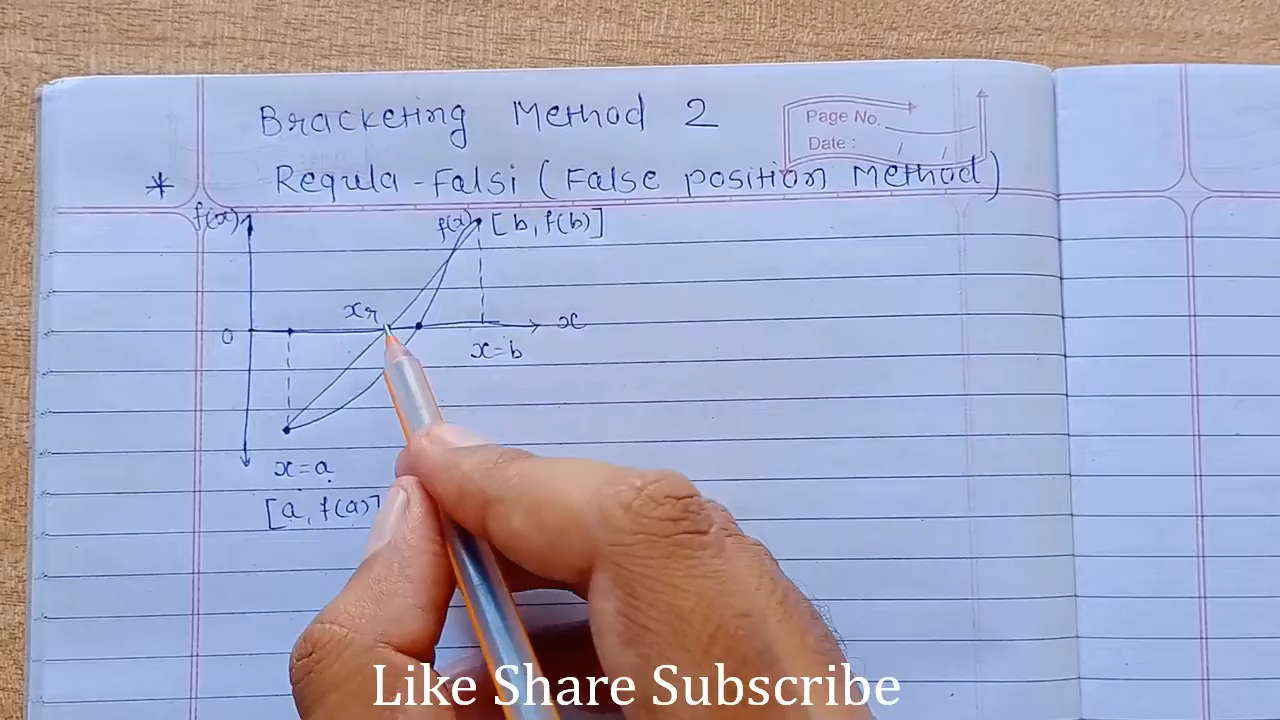 Bracketing Method 2
Page No.
Date : / /
* Regula - Falsi ( False position Method )
f(x)
f(x) [ b, f(b) ]
xr
0
x
x = b
x = a
[ a, f(a) ]
Like Share Subscribe